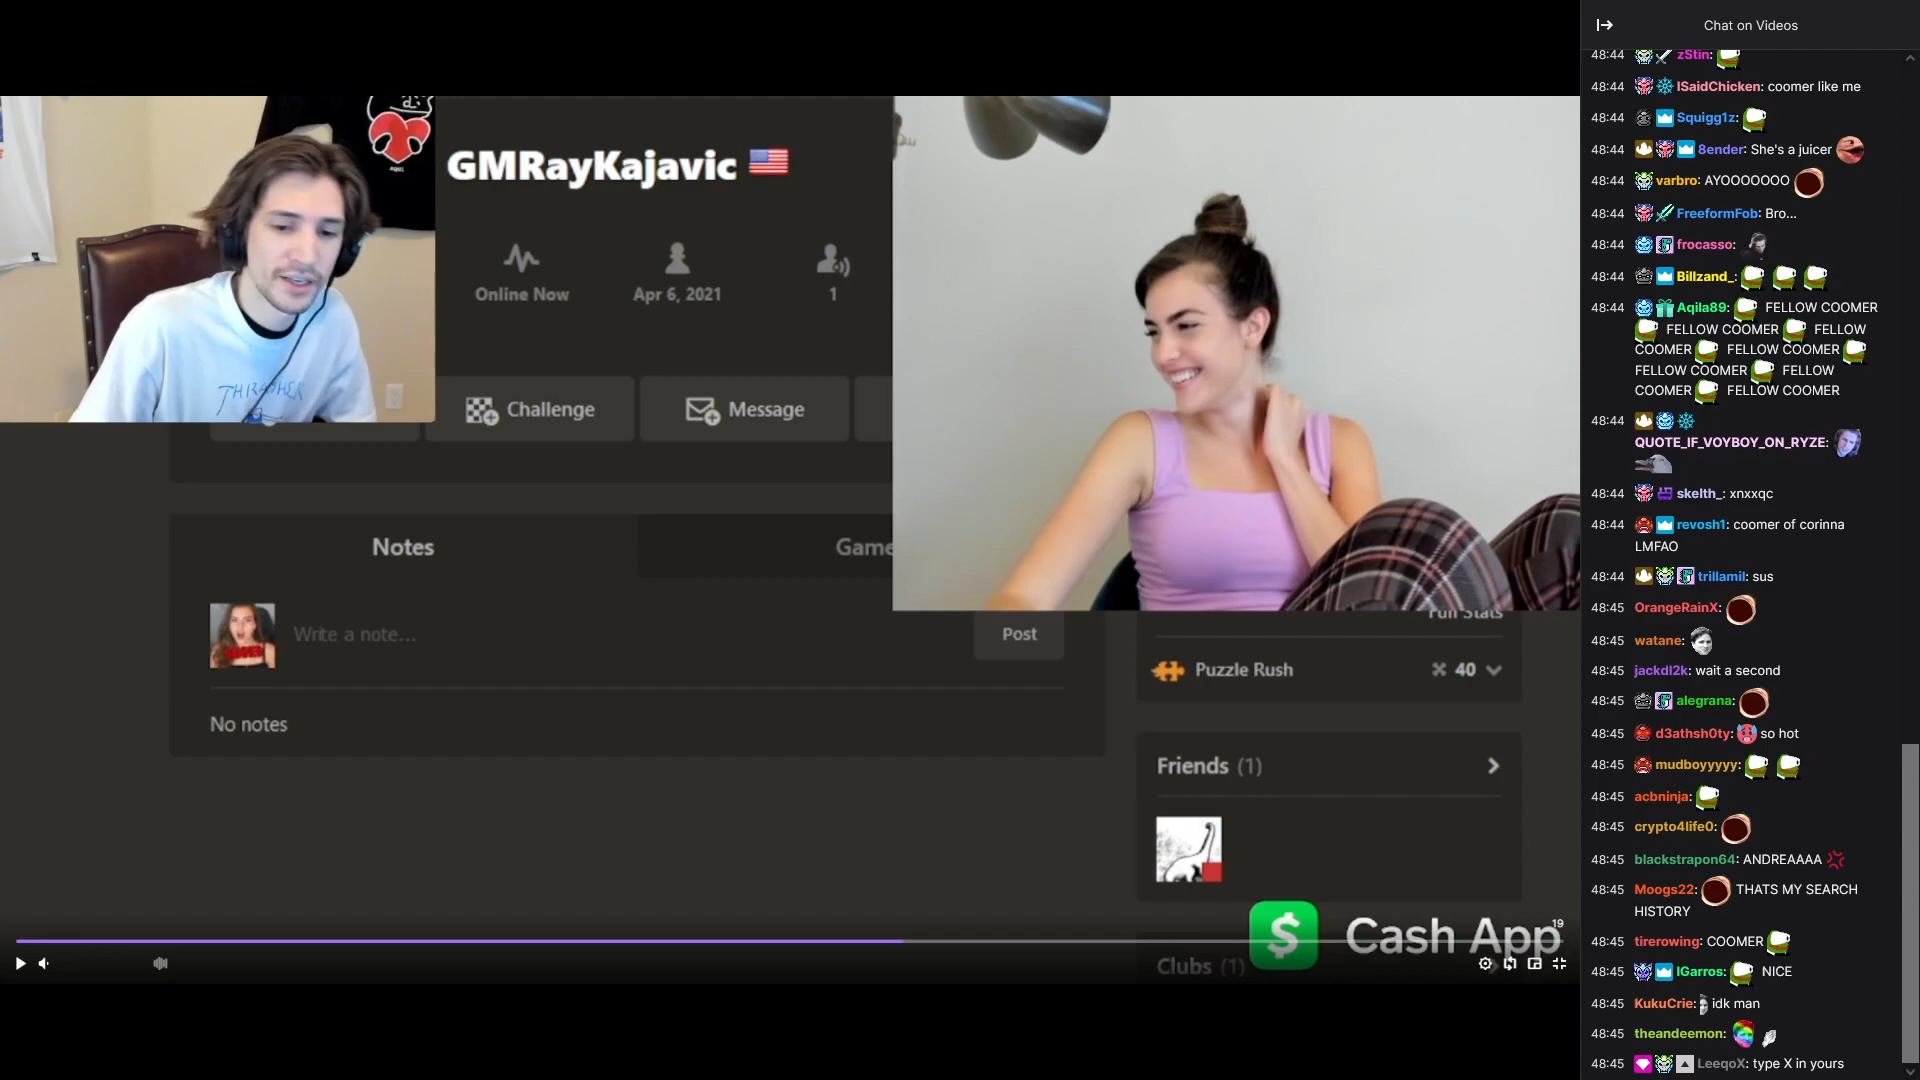 GMRayKajavic
Online Now
Apr 6, 2021
1
Challenge
Message
THRASHER
Notes
Game
Write a note...
Post
No notes
Full Stats
Puzzle Rush
40
Friends (1)
Cash App
19
Clubs (1)
Chat on Videos
48:44 zStin:
48:44 ISaidChicken: coomer like me
48:44 Squigg1z:
48:44 8ender: She's a juicer
48:44 varbro: AYOOOOOOO
48:44 FreeformFob: Bro...
48:44 frocasso:
48:44 Billzand_:
48:44 Aqila89: FELLOW COOMER
FELLOW COOMER FELLOW
COOMER FELLOW COOMER
FELLOW COOMER FELLOW
COOMER FELLOW COOMER
48:44
QUOTE_IF_VOYBOY_ON_RYZE:
48:44 skelth_: xnxxqc
48:44 revosh1: coomer of corinna
LMFAO
48:44 trillamil: sus
48:45 OrangeRainX:
48:45 watane:
48:45 jackdl2k: wait a second
48:45 alegrana:
48:45 d3athsh0ty: so hot
48:45 mudboyyyyy:
48:45 acbninja:
48:45 crypto4life0:
48:45 blackstrapon64: ANDREAAAA
48:45 Moogs22: THATS MY SEARCH
HISTORY
48:45 tirerowing: COOMER
48:45 IGarros: NICE
48:45 KukuCrie: idk man
48:45 theandeemon:
48:45 LeeqoX: type X in yours